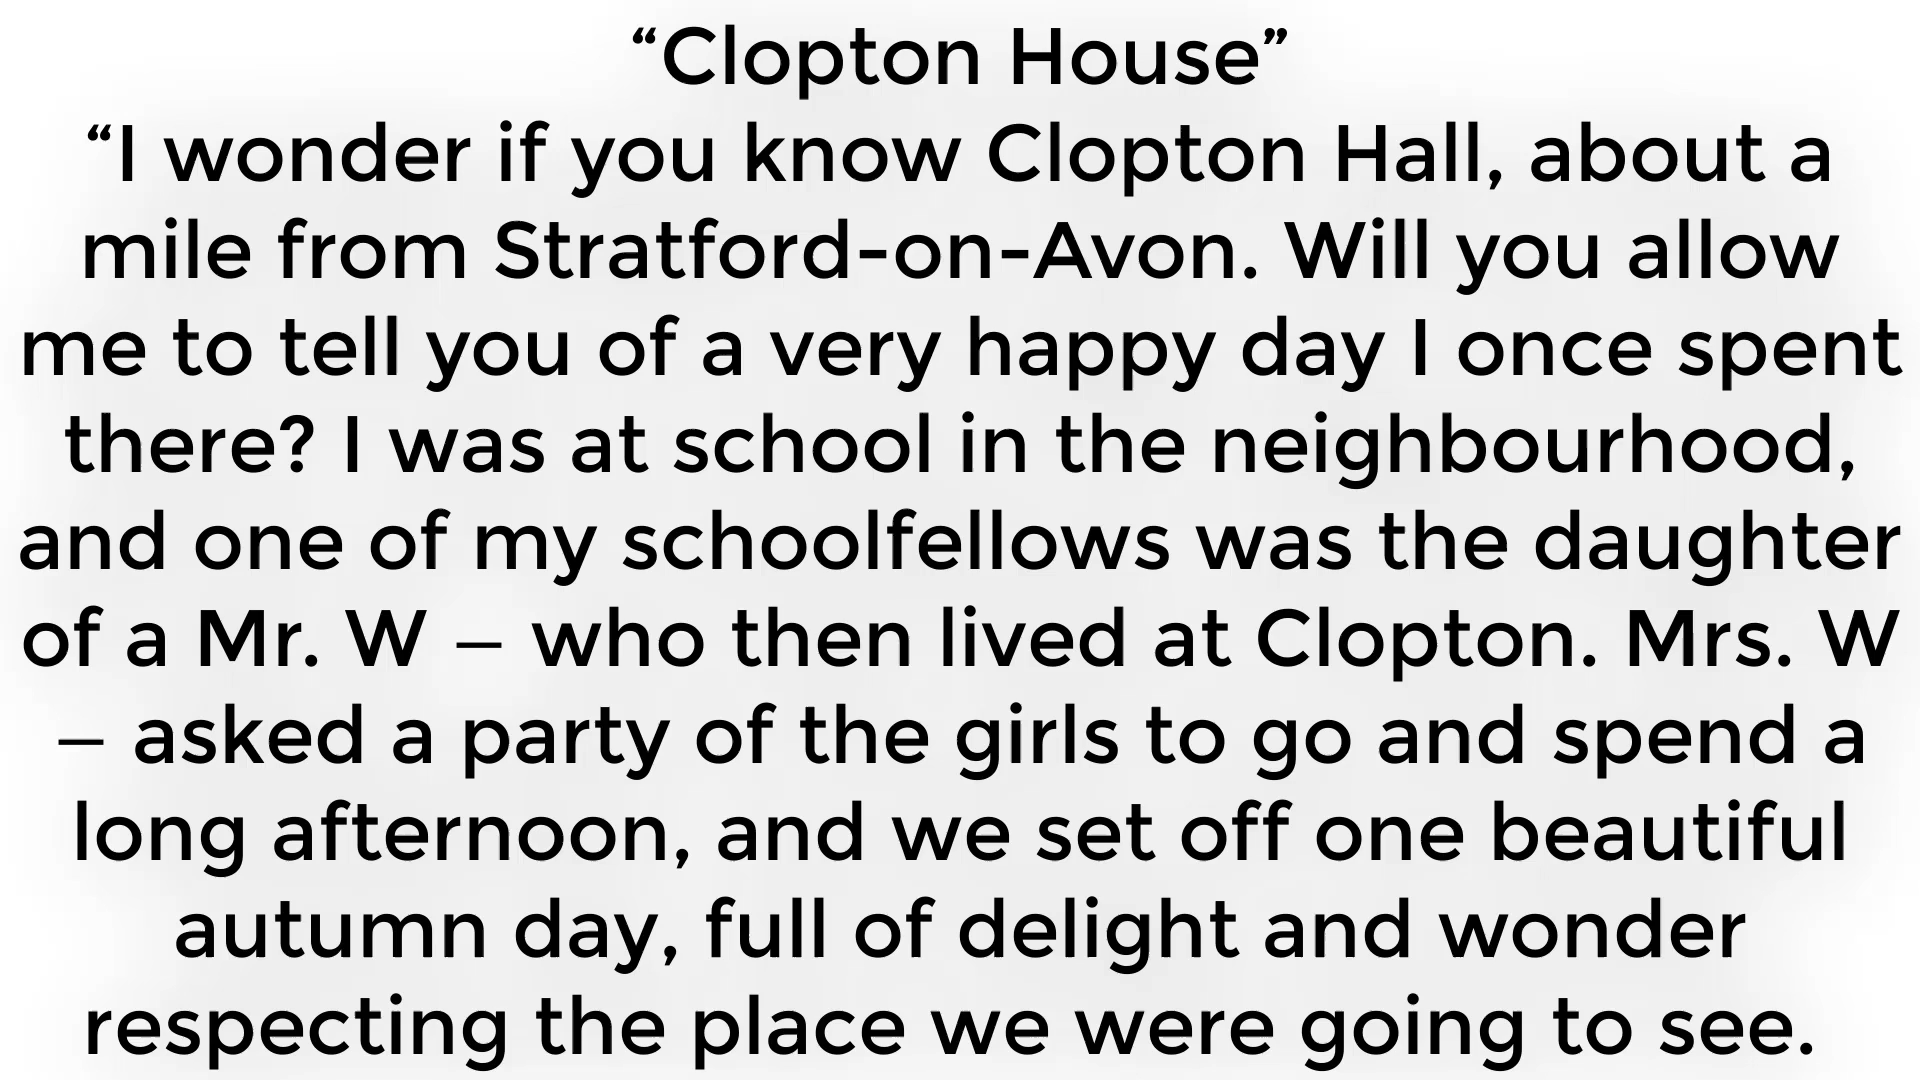 “Clopton House”
“I wonder if you know Clopton Hall, about a
mile from Stratford-on-Avon. Will you allow
me to tell you of a very happy day I once spent
there? I was at school in the neighbourhood,
and one of my schoolfellows was the daughter
of a Mr. W — who then lived at Clopton. Mrs. W
— asked a party of the girls to go and spend a
long afternoon, and we set off one beautiful
autumn day, full of delight and wonder
respecting the place we were going to see.